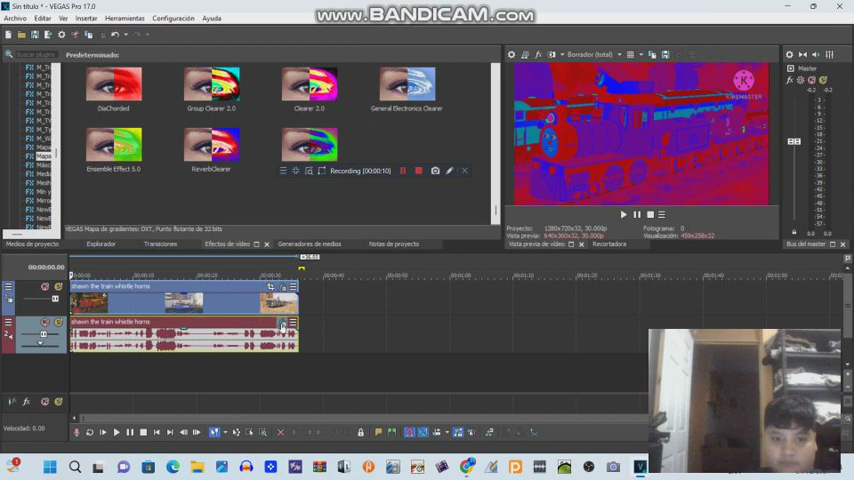 Sin título * - VEGAS Pro 17.0
www.BANDICAM.com
Archivo Editar Ver Insertar Herramientas Configuración Ayuda
Buscar plugins
Predeterminado:
Borrador (total)
Master
DiaChorded
Group Clearer 2.0
Clearer 2.0
General Electronics Clearer
Ensemble Effect 5.0
ReverbClearer
Recording (00:00:10)
KINEMASTER
VEGAS Mapa de gradientes: DXT, Punto flotante de 32 bits
Proyecto: 1280x720x32, 30.000p
Fotograma: 0
Vista previa: 640x360x32, 30.000p
Visualización: 459x258x32
Medios de proyecto
Explorador
Transiciones
Efectos de vídeo
Generadores de medios
Notas de proyecto
Vista previa de vídeo
Recortadora
Bus del master
00:00:00.00
shawn the train whistle horns
shawn the train whistle horns
Velocidad: 0.00